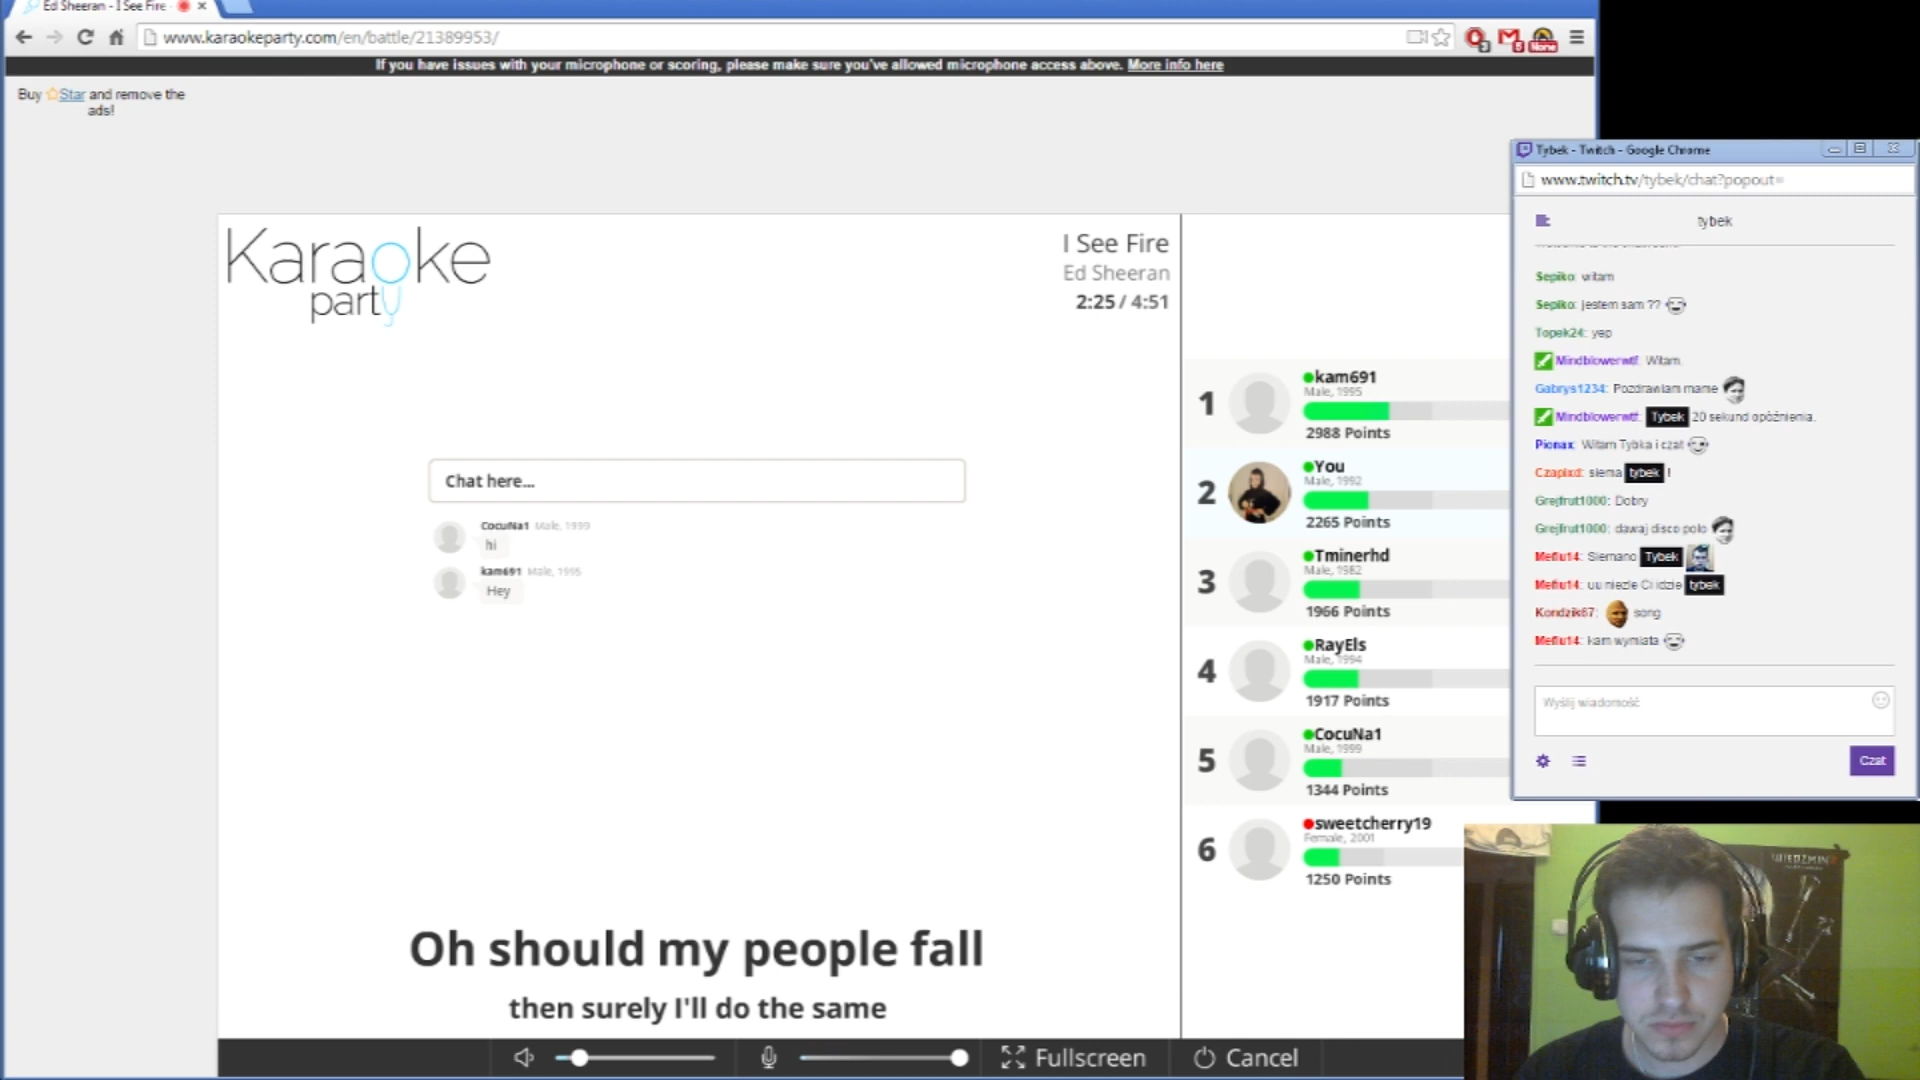 Ed Sheeran - I See Fire
www.karaokeparty.com/en/battle/21389953/
None
If you have issues with your microphone or scoring, please make sure you've allowed microphone access above. More info here
Buy Star and remove the
ads!
Karaoke
party
I See Fire
Ed Sheeran
2:25 / 4:51
Chat here...
CocuNa1 Male, 1999
hi
kam691 Male, 1995
Hey
Oh should my people fall
then surely I'll do the same
Fullscreen
Cancel
1
kam691
Male, 1995
2988 Points
2
You
Male, 1992
2265 Points
3
Tminerhd
Male, 1982
1966 Points
4
RayEls
Male, 1994
1917 Points
5
CocuNa1
Male, 1999
1344 Points
6
sweetcherry19
Female, 2001
1250 Points
Tybek - Twitch - Google Chrome
www.twitch.tv/tybek/chat?popout=
tybek
Sepiko: witam
Sepiko: jestem sam ??
Topek24: yep
Mindblowerwtf: Witam.
Gabrys1234: Pozdrawiam mame
Mindblowerwtf: Tybek 20 sekund opóźnienia.
Pionax: Witam Tybka i czat
Czapixd: siema tybek !
Grejfrut1000: Dobry
Grejfrut1000: dawaj disco polo
Mefiu14: Siemano Tybek
Mefiu14: uu niezle Ci idzie tybek
Kondzik67: song
Mefiu14: kam wymiata
Wyślij wiadomość
Czat
WIEDŹMIN